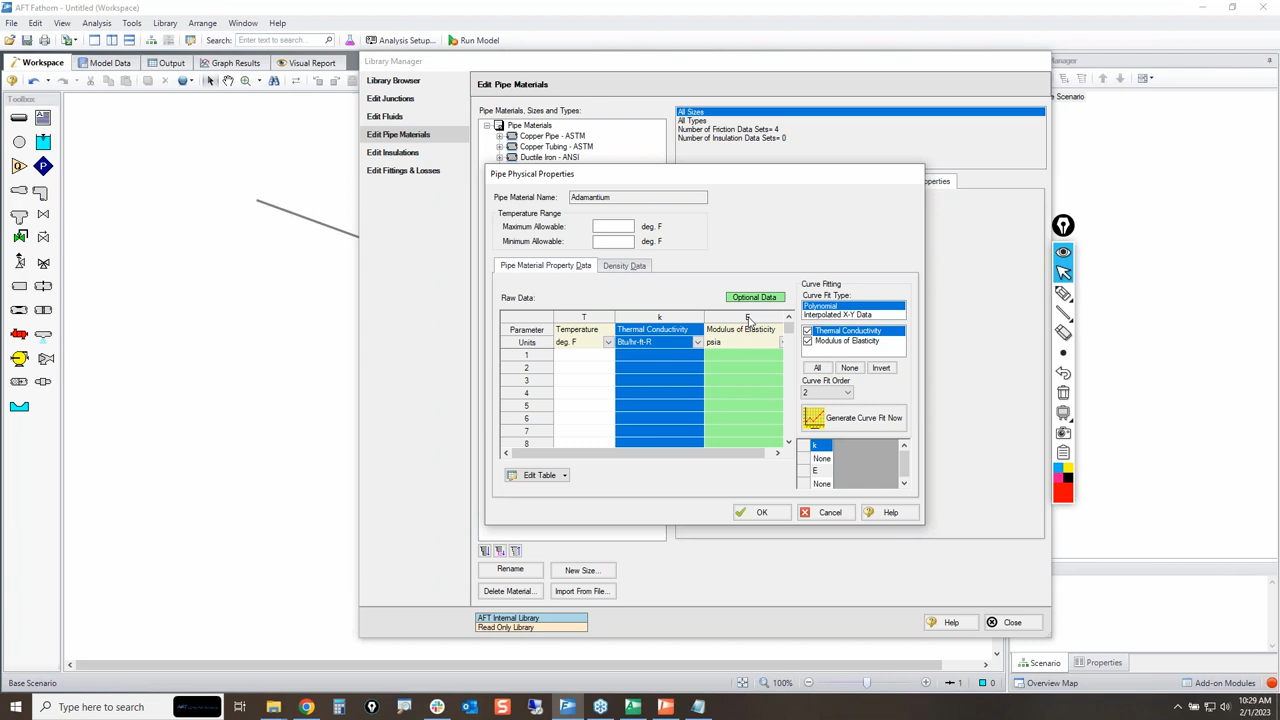 AFT Fathom - Untitled (Workspace)
File Edit View Analysis Tools Library Arrange Window Help
Search: Enter text to search... Analysis Setup... Run Model
Workspace Model Data Output Graph Results Visual Report
Library Manager
Manager
Toolbox
Library Browser
Edit Junctions
Edit Fluids
Edit Pipe Materials
Edit Insulations
Edit Fittings & Losses
Edit Pipe Materials
Scenario
Pipe Materials, Sizes and Types:
Pipe Materials
Copper Pipe - ASTM
Copper Tubing - ASTM
Ductile Iron - ANSI
All Sizes
All Types
Number of Friction Data Sets= 4
Number of Insulation Data Sets= 0
operties
Pipe Physical Properties
Pipe Material Name: Adamantium
Temperature Range
Maximum Allowable: deg. F
Minimum Allowable: deg. F
Pipe Material Property Data Density Data
Raw Data: Optional Data
T k E
Parameter Temperature Thermal Conductivity Modulus of Elasticity
Units deg. F Btu/hr-ft-R psia
1
2
3
4
5
6
7
8
Edit Table
Curve Fitting
Curve Fit Type:
Polynomial
Interpolated X-Y Data
Thermal Conductivity
Modulus of Elasticity
All None Invert
Curve Fit Order
2
Generate Curve Fit Now
k
None
E
None
OK Cancel Help
Rename New Size...
Delete Material... Import From File...
AFT Internal Library
Read Only Library
Help Close
Scenario Properties
Base Scenario 100% 1 0 Overview Map Add-on Modules
Type here to search
10:29 AM
2/1/2023